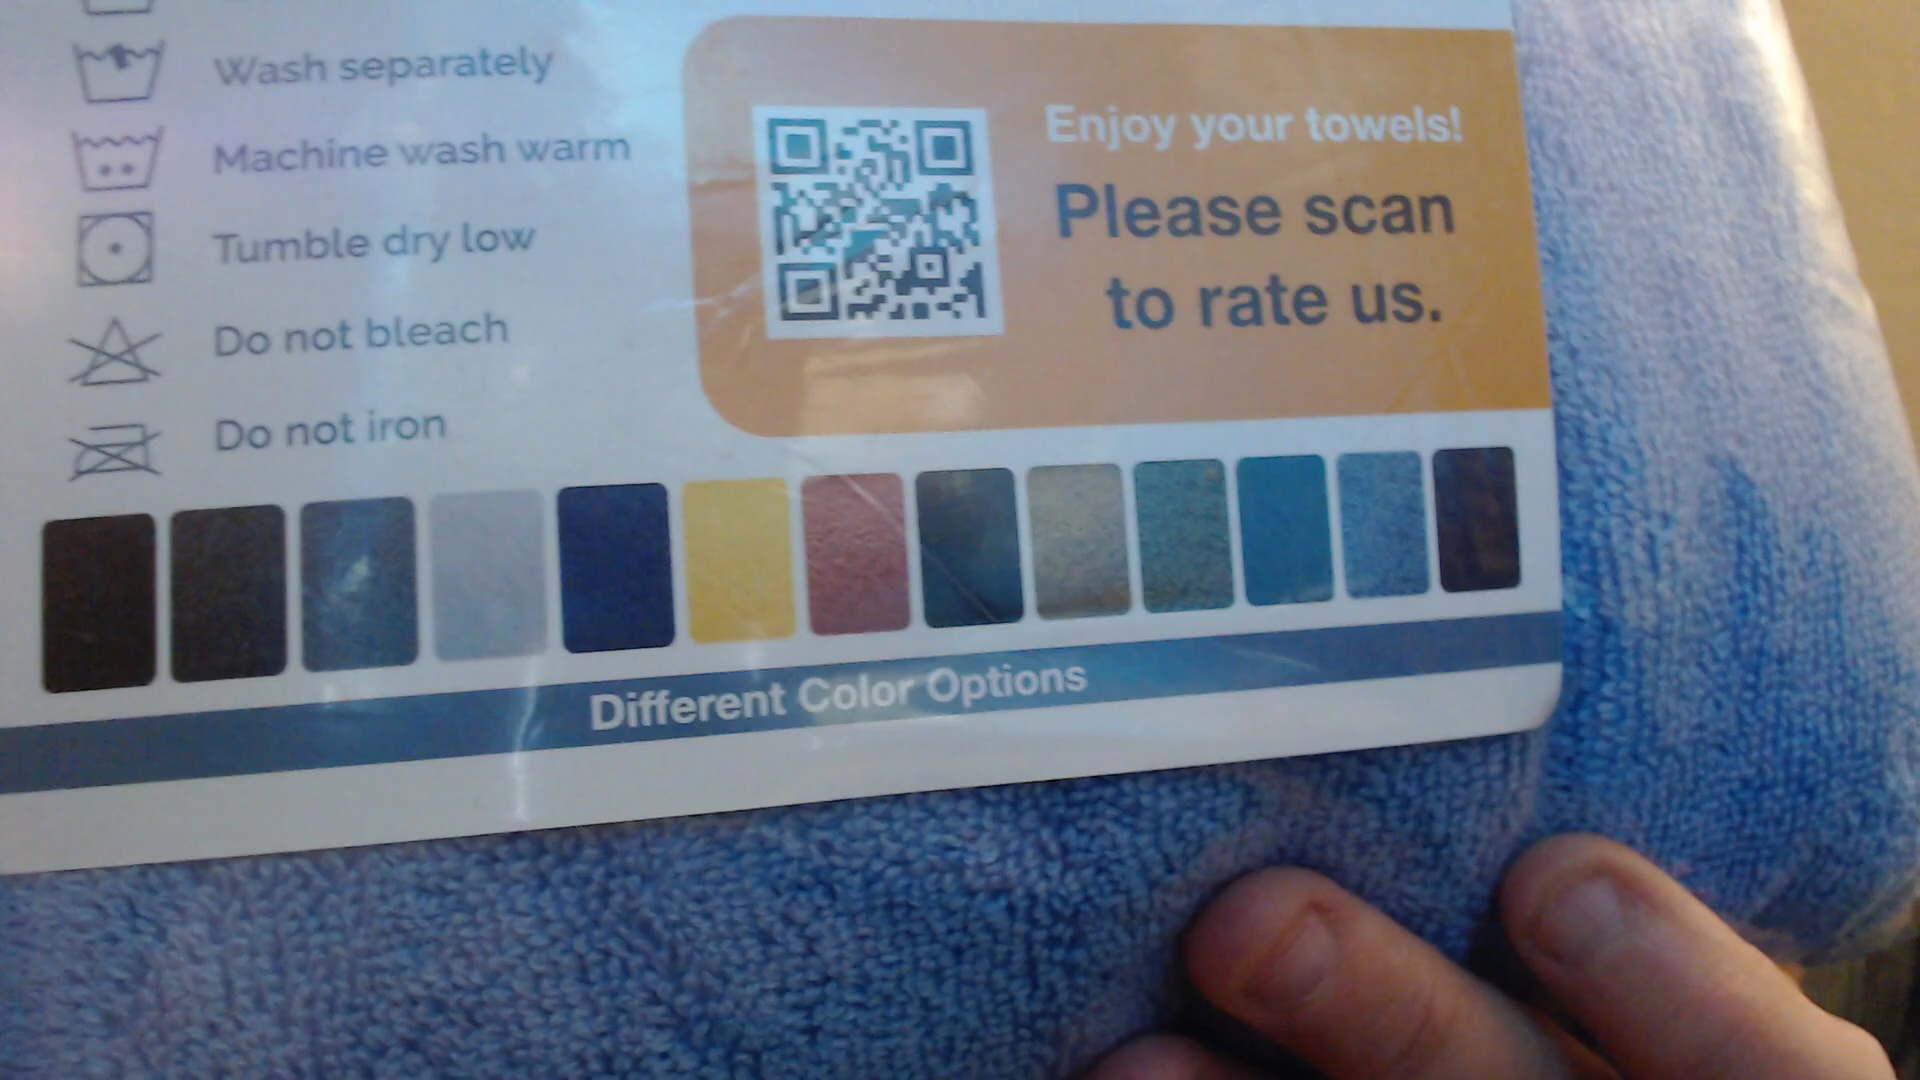 Wash separately
Machine wash warm
Tumble dry low
Do not bleach
Do not iron
Enjoy your towels!
Please scan
to rate us.
Different Color Options